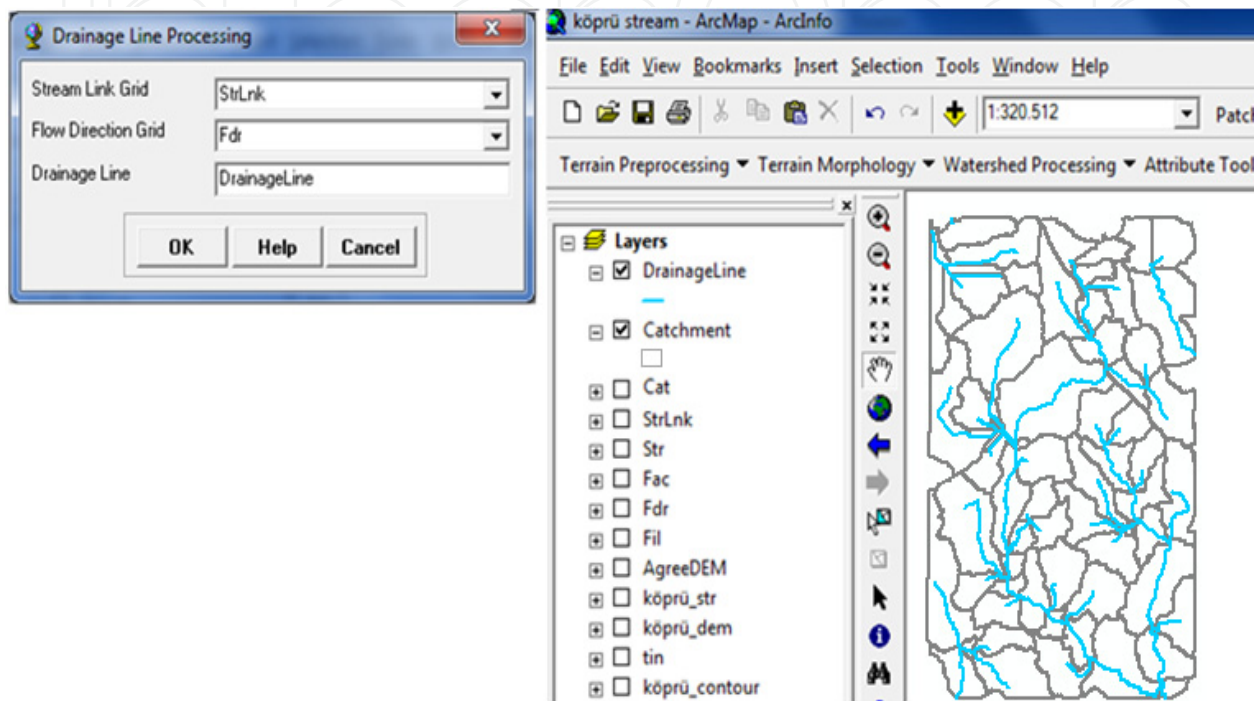 Drainage Line Processing
Stream Link Grid StrLnk
Flow Direction Grid Fdr
Drainage Line DrainageLine
OK Help Cancel
köprü stream - ArcMap - ArcInfo
File Edit View Bookmarks Insert Selection Tools Window Help
1:320.512
Terrain Preprocessing Terrain Morphology Watershed Processing Attribute Tool
Layers
DrainageLine
Catchment
Cat
StrLnk
Str
Fac
Fdr
Fil
AgreeDEM
köprü_str
köprü_dem
tin
köprü_contour